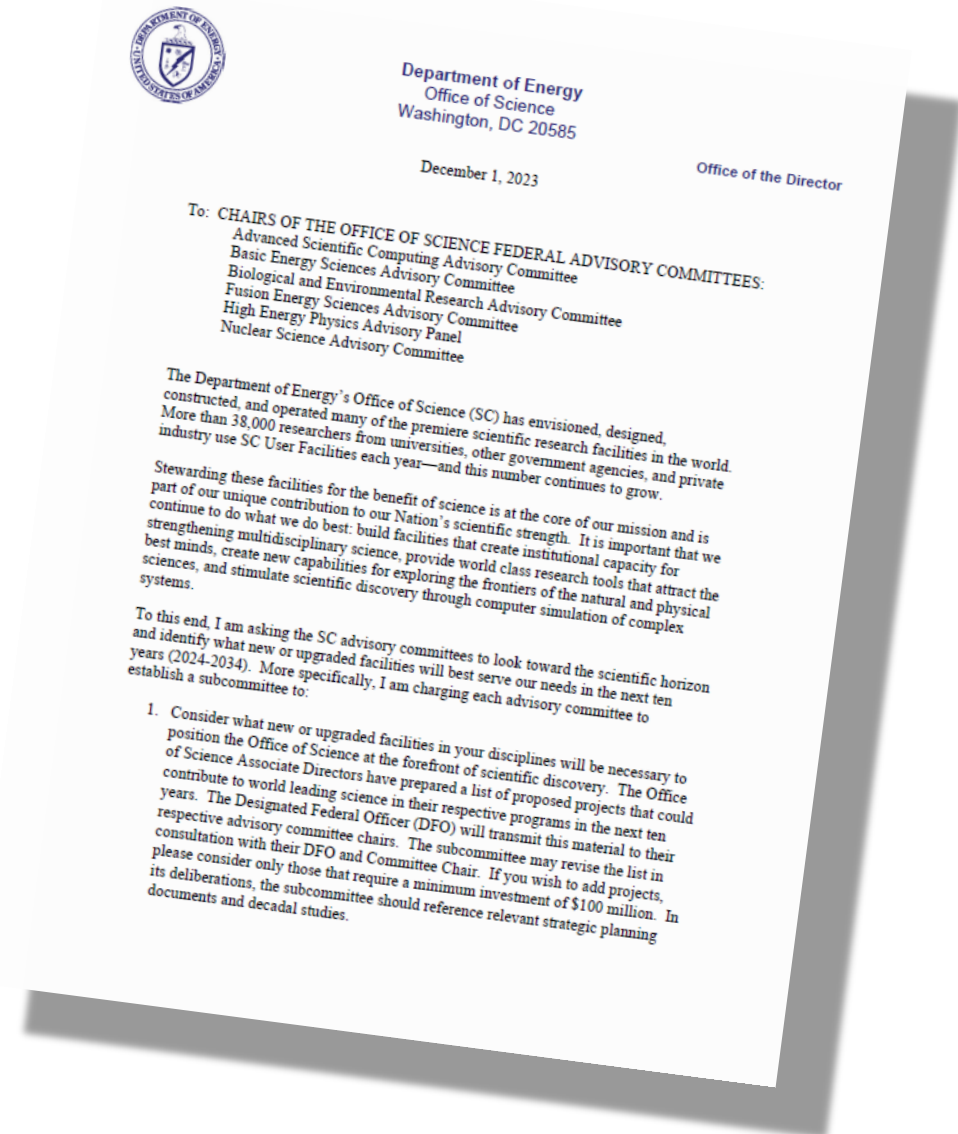 DEPARTMENT OF ENERGY
UNITED STATES OF AMERICA
Department of Energy
Office of Science
Washington, DC 20585
Office of the Director
December 1, 2023
To: CHAIRS OF THE OFFICE OF SCIENCE FEDERAL ADVISORY COMMITTEES:
Advanced Scientific Computing Advisory Committee
Basic Energy Sciences Advisory Committee
Biological and Environmental Research Advisory Committee
Fusion Energy Sciences Advisory Committee
High Energy Physics Advisory Panel
Nuclear Science Advisory Committee
The Department of Energy’s Office of Science (SC) has envisioned, designed,
constructed, and operated many of the premiere scientific research facilities in the world.
More than 38,000 researchers from universities, other government agencies, and private
industry use SC User Facilities each year—and this number continues to grow.
Stewarding these facilities for the benefit of science is at the core of our mission and is
part of our unique contribution to our Nation’s scientific strength. It is important that we
continue to do what we do best: build facilities that create institutional capacity for
strengthening multidisciplinary science, provide world class research tools that attract the
best minds, create new capabilities for exploring the frontiers of the natural and physical
sciences, and stimulate scientific discovery through computer simulation of complex
systems.
To this end, I am asking the SC advisory committees to look toward the scientific horizon
and identify what new or upgraded facilities will best serve our needs in the next ten
years (2024-2034). More specifically, I am charging each advisory committee to
establish a subcommittee to:
1. Consider what new or upgraded facilities in your disciplines will be necessary to
position the Office of Science at the forefront of scientific discovery. The Office
of Science Associate Directors have prepared a list of proposed projects that could
contribute to world leading science in their respective programs in the next ten
years. The Designated Federal Officer (DFO) will transmit this material to their
respective advisory committee chairs. The subcommittee may revise the list in
consultation with their DFO and Committee Chair. If you wish to add projects,
please consider only those that require a minimum investment of $100 million. In
its deliberations, the subcommittee should reference relevant strategic planning
documents and decadal studies.